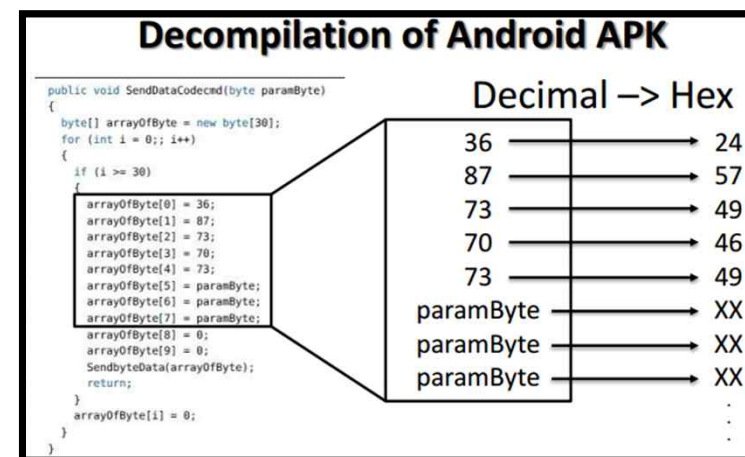 Decompilation of Android APK
public void SendDataCodecmd(byte paramByte)
{
byte[] arrayOfByte = new byte[30];
for (int i = 0;; i++)
{
if (i >= 30)
{
arrayOfByte[0] = 36;
arrayOfByte[1] = 87;
arrayOfByte[2] = 73;
arrayOfByte[3] = 70;
arrayOfByte[4] = 73;
arrayOfByte[5] = paramByte;
arrayOfByte[6] = paramByte;
arrayOfByte[7] = paramByte;
arrayOfByte[8] = 0;
arrayOfByte[9] = 0;
SendbyteData(arrayOfByte);
return;
}
arrayOfByte[i] = 0;
}
}
Decimal –> Hex
36 24
87 57
73 49
70 46
73 49
paramByte XX
paramByte XX
paramByte XX
.
.
.